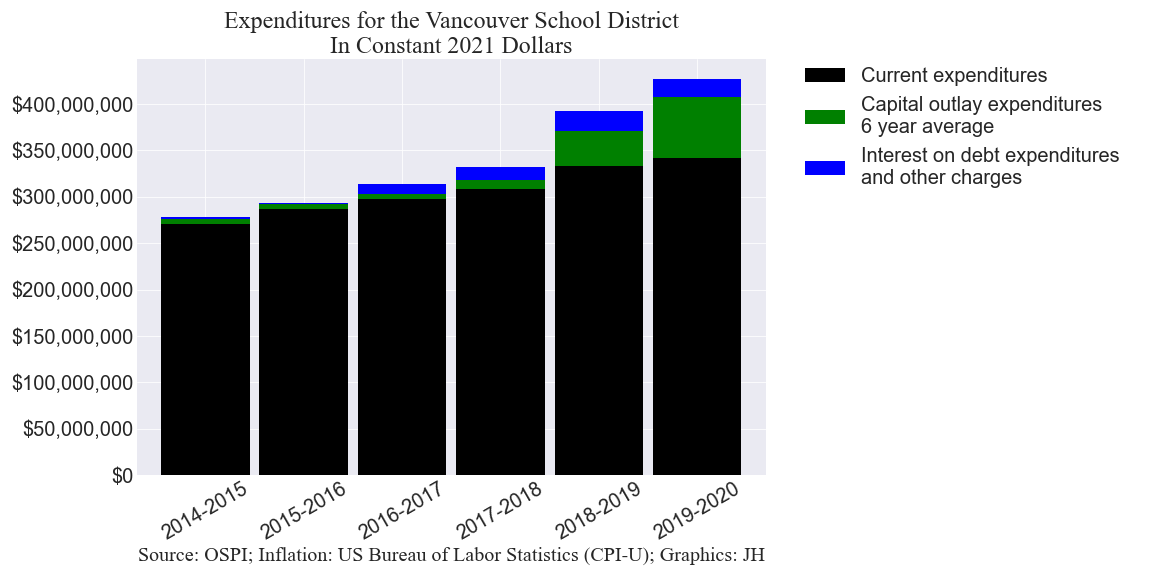 Expenditures for the Vancouver School District
In Constant 2021 Dollars
$400,000,000
$350,000,000
$300,000,000
$250,000,000
$200,000,000
$150,000,000
$100,000,000
$50,000,000
$0
2014-2015
2015-2016
2016-2017
2017-2018
2018-2019
2019-2020
Current expenditures
Capital outlay expenditures
6 year average
Interest on debt expenditures
and other charges
Source: OSPI; Inflation: US Bureau of Labor Statistics (CPI-U); Graphics: JH